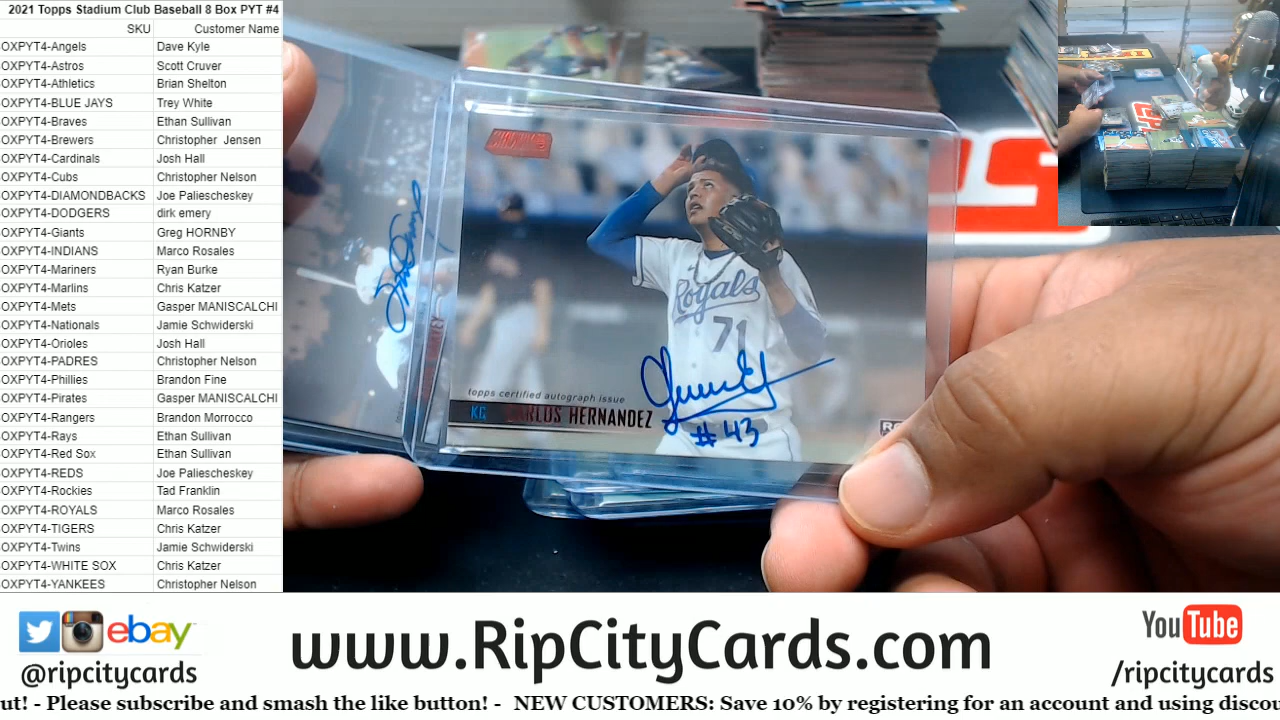 2021 Topps Stadium Club Baseball 8 Box PYT #4
SKU Customer Name
OXPYT4-Angels Dave Kyle
OXPYT4-Astros Scott Cruver
OXPYT4-Athletics Brian Shelton
OXPYT4-BLUE JAYS Trey White
OXPYT4-Braves Ethan Sullivan
OXPYT4-Brewers Christopher Jensen
OXPYT4-Cardinals Josh Hall
OXPYT4-Cubs Christopher Nelson
OXPYT4-DIAMONDBACKS Joe Paliescheskey
OXPYT4-DODGERS dirk emery
OXPYT4-Giants Greg HORNBY
OXPYT4-INDIANS Marco Rosales
OXPYT4-Mariners Ryan Burke
OXPYT4-Marlins Chris Katzer
OXPYT4-Mets Gasper MANISCALCHI
OXPYT4-Nationals Jamie Schwiderski
OXPYT4-Orioles Josh Hall
OXPYT4-PADRES Christopher Nelson
OXPYT4-Phillies Brandon Fine
OXPYT4-Pirates Gasper MANISCALCHI
OXPYT4-Rangers Brandon Morrocco
OXPYT4-Rays Ethan Sullivan
OXPYT4-Red Sox Ethan Sullivan
OXPYT4-REDS Joe Paliescheskey
OXPYT4-Rockies Tad Franklin
OXPYT4-ROYALS Marco Rosales
OXPYT4-TIGERS Chris Katzer
OXPYT4-Twins Jamie Schwiderski
OXPYT4-WHITE SOX Chris Katzer
OXPYT4-YANKEES Christopher Nelson
Royals
71
topps certified autograph issue
KC CARLOS HERNANDEZ
#43
ebay
@ripcitycards
www.RipCityCards.com
YouTube
/ripcitycards
ut! - Please subscribe and smash the like button! - NEW CUSTOMERS: Save 10% by registering for an account and using discou